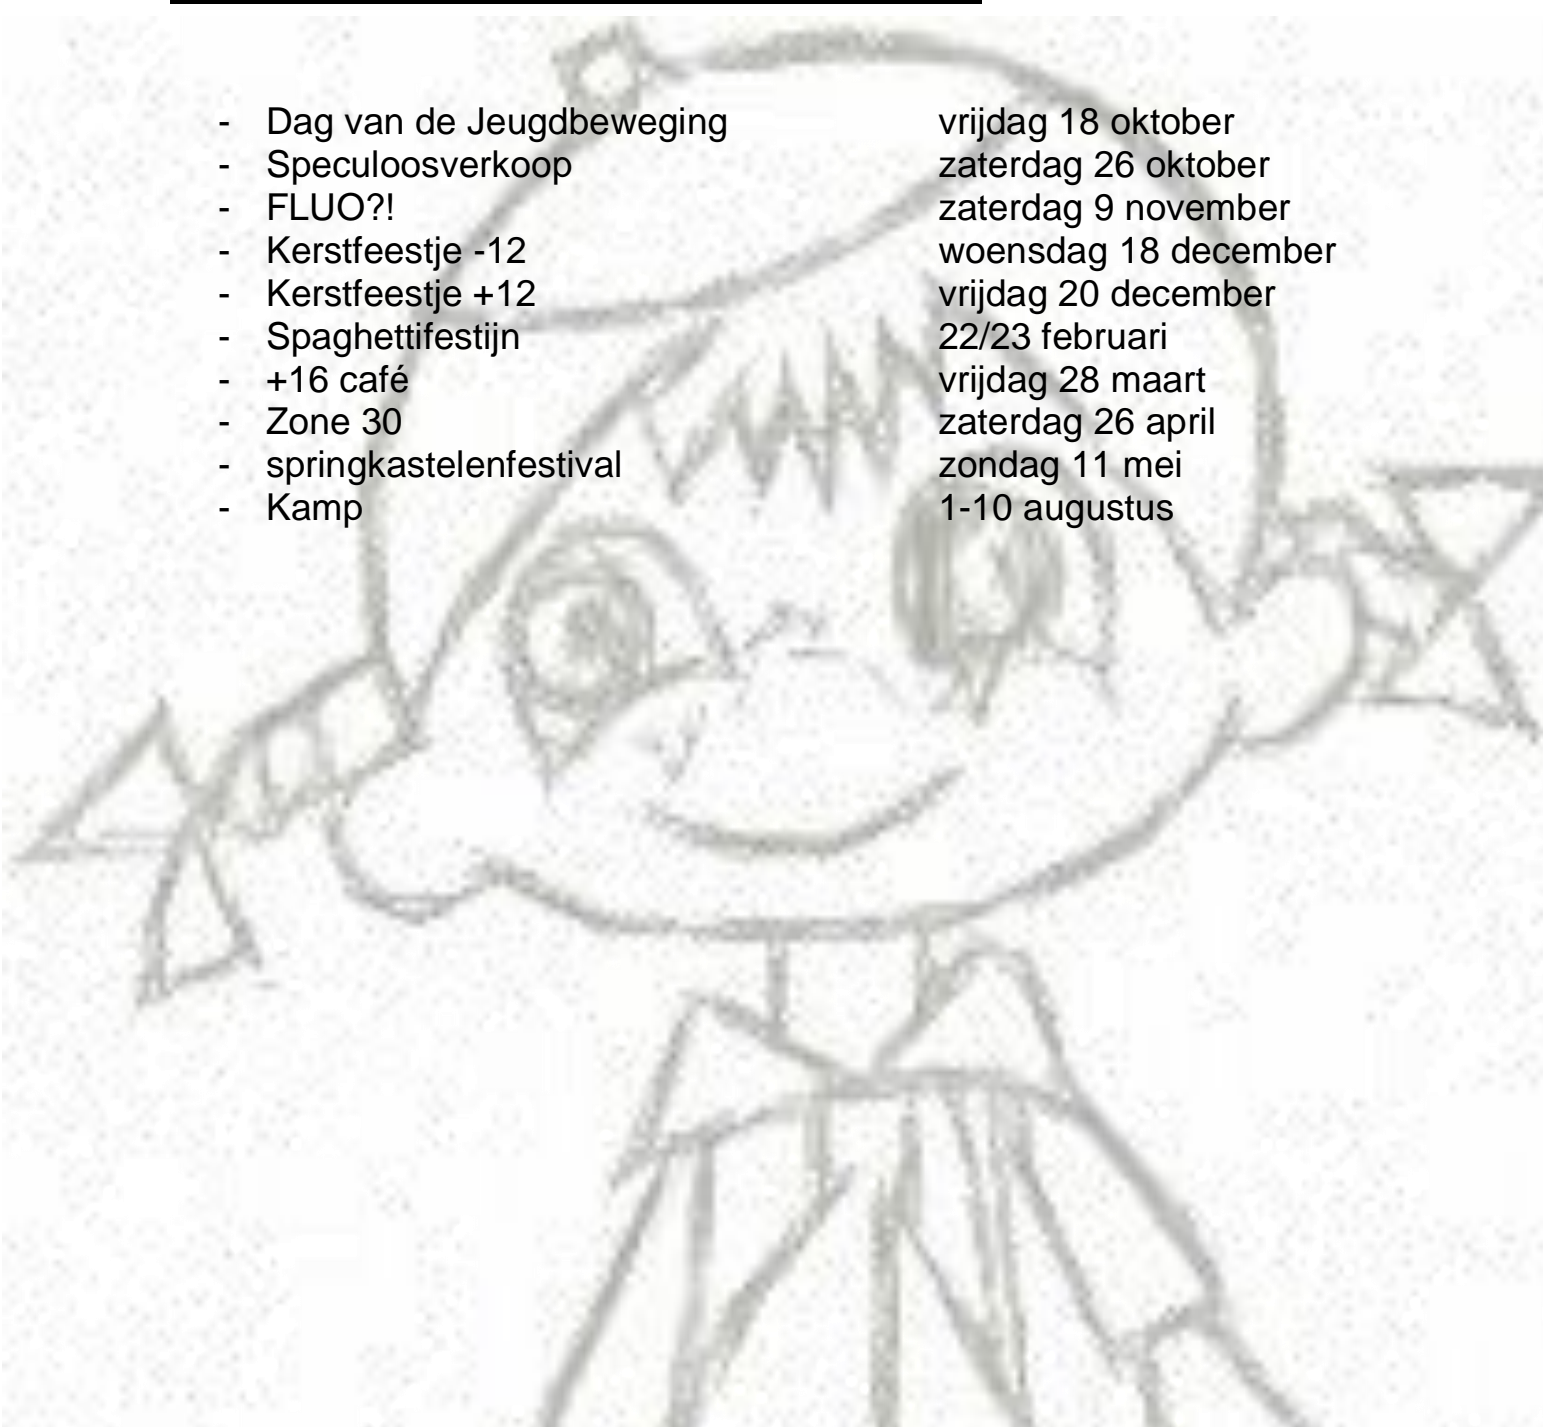 - Dag van de Jeugdbeweging vrijdag 18 oktober
- Speculoosverkoop zaterdag 26 oktober
- FLUO?! zaterdag 9 november
- Kerstfeestje -12 woensdag 18 december
- Kerstfeestje +12 vrijdag 20 december
- Spaghettifestijn 22/23 februari
- +16 café vrijdag 28 maart
- Zone 30 zaterdag 26 april
- springkastelenfestival zondag 11 mei
- Kamp 1-10 augustus